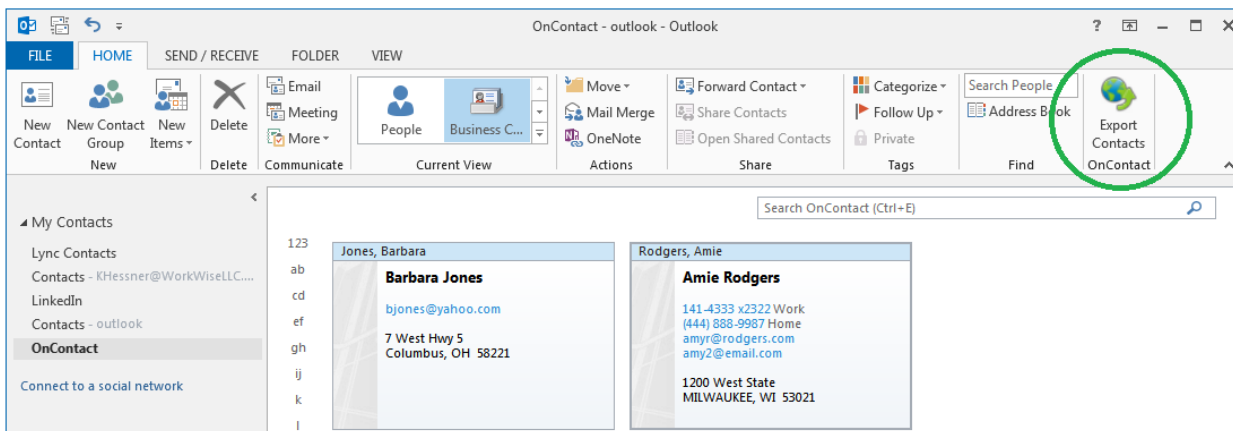 OnContact - outlook - Outlook
FILE HOME SEND / RECEIVE FOLDER VIEW
New Contact
New Contact Group
New Items
New
Delete
Delete
Email
Meeting
More
Communicate
People
Business C...
Current View
Move
Mail Merge
OneNote
Actions
Forward Contact
Share Contacts
Open Shared Contacts
Share
Categorize
Follow Up
Private
Tags
Search People
Address Book
Find
Export
Contacts
OnContact
My Contacts
Lync Contacts
Contacts - KHessner@WorkWiseLLC....
LinkedIn
Contacts - outlook
OnContact
Connect to a social network
Search OnContact (Ctrl+E)
123
ab
cd
ef
gh
ij
k
l
Jones, Barbara
Barbara Jones
bjones@yahoo.com
7 West Hwy 5
Columbus, OH 58221
Rodgers, Amie
Amie Rodgers
141-4333 x2322 Work
(444) 888-9987 Home
amyr@rodgers.com
amy2@email.com
1200 West State
MILWAUKEE, WI 53021